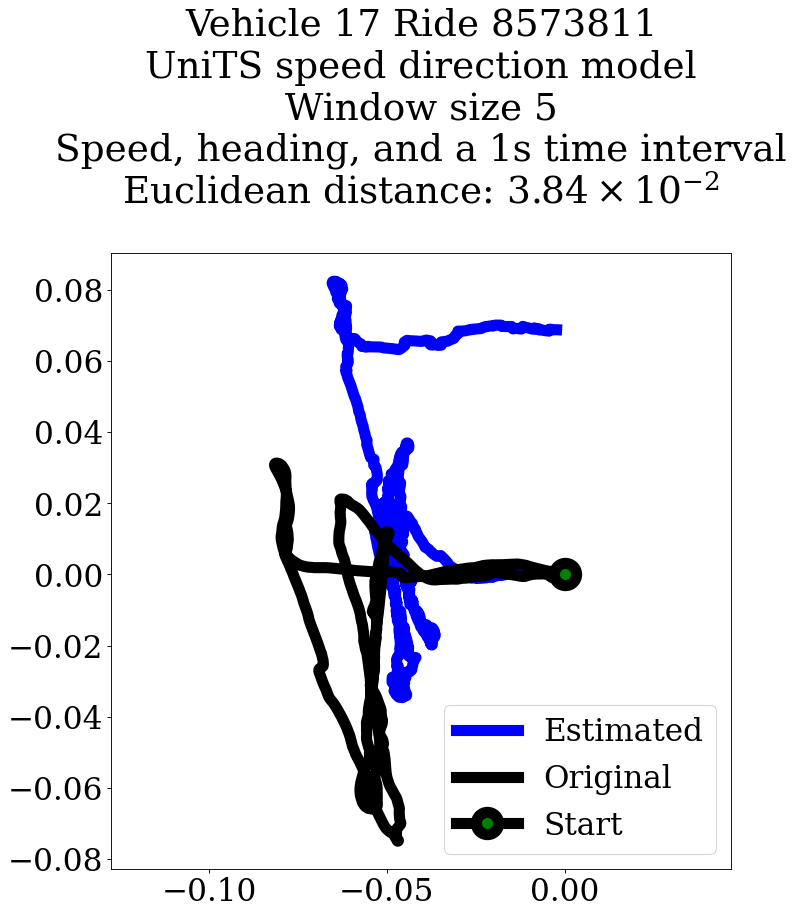 Vehicle 17 Ride 8573811
UniTS speed direction model
Window size 5
Speed, heading, and a 1s time interval
Euclidean distance: 3.84 × 10⁻²
0.08
0.06
0.04
0.02
0.00
−0.02
−0.04
−0.06
−0.08
Estimated
Original
Start
−0.10
−0.05
0.00